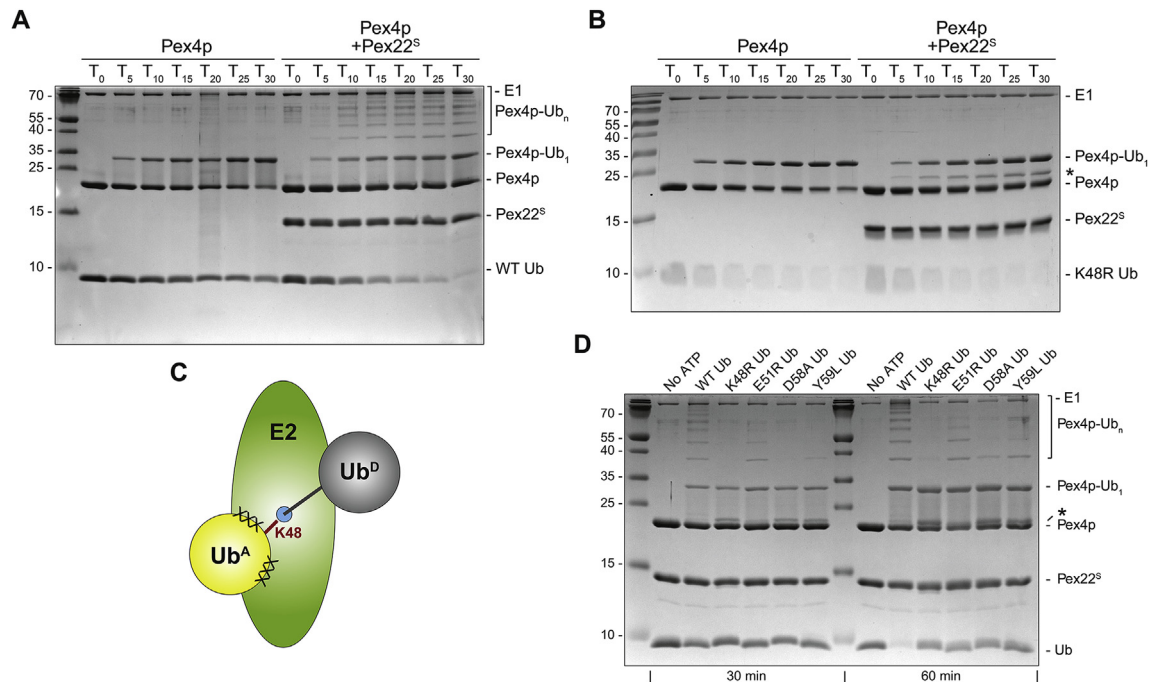 A
Pex4p
Pex4p
+Pex22ˢ
T0 T5 T10 T15 T20 T25 T30 T0 T5 T10 T15 T20 T25 T30
70 -
55 -
40 -
35 -
25 -
15 -
10 -
- E1
Pex4p-Ubn
- Pex4p-Ub1
Pex4p
- Pex22ˢ
- WT Ub
B
Pex4p
Pex4p
+Pex22ˢ
T0 T5 T10 T15 T20 T25 T30 T0 T5 T10 T15 T20 T25 T30
70 -
55 -
40 -
35 -
25 -
15 -
10 -
- E1
- Pex4p-Ub1
*
- Pex4p
- Pex22ˢ
- K48R Ub
C
E2
Ubᴰ
K48
Ubᴬ
D
No ATP WT Ub K48R Ub E51R Ub D58A Ub Y59L Ub No ATP WT Ub K48R Ub E51R Ub D58A Ub Y59L Ub
70 -
55 -
40 -
35 -
25 -
15 -
10 -
- E1
Pex4p-Ubn
- Pex4p-Ub1
*
- Pex4p
- Pex22ˢ
- Ub
30 min 60 min